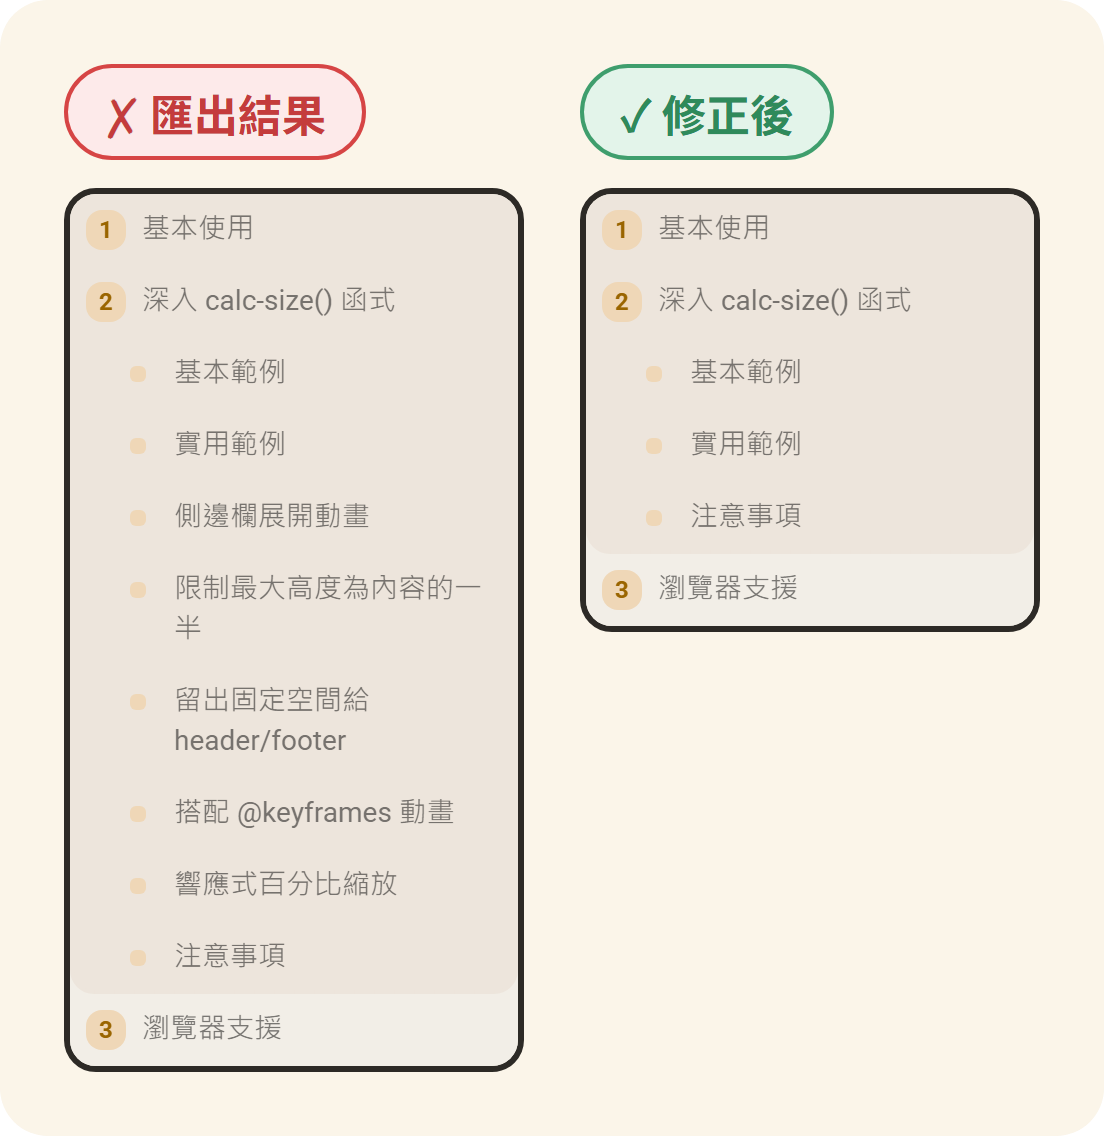 ✗ 匯出結果
1 基本使用
2 深入 calc-size() 函式
基本範例
實用範例
側邊欄展開動畫
限制最大高度為內容的一
半
留出固定空間給
header/footer
搭配 @keyframes 動畫
響應式百分比縮放
注意事項
3 瀏覽器支援
✓ 修正後
1 基本使用
2 深入 calc-size() 函式
基本範例
實用範例
注意事項
3 瀏覽器支援